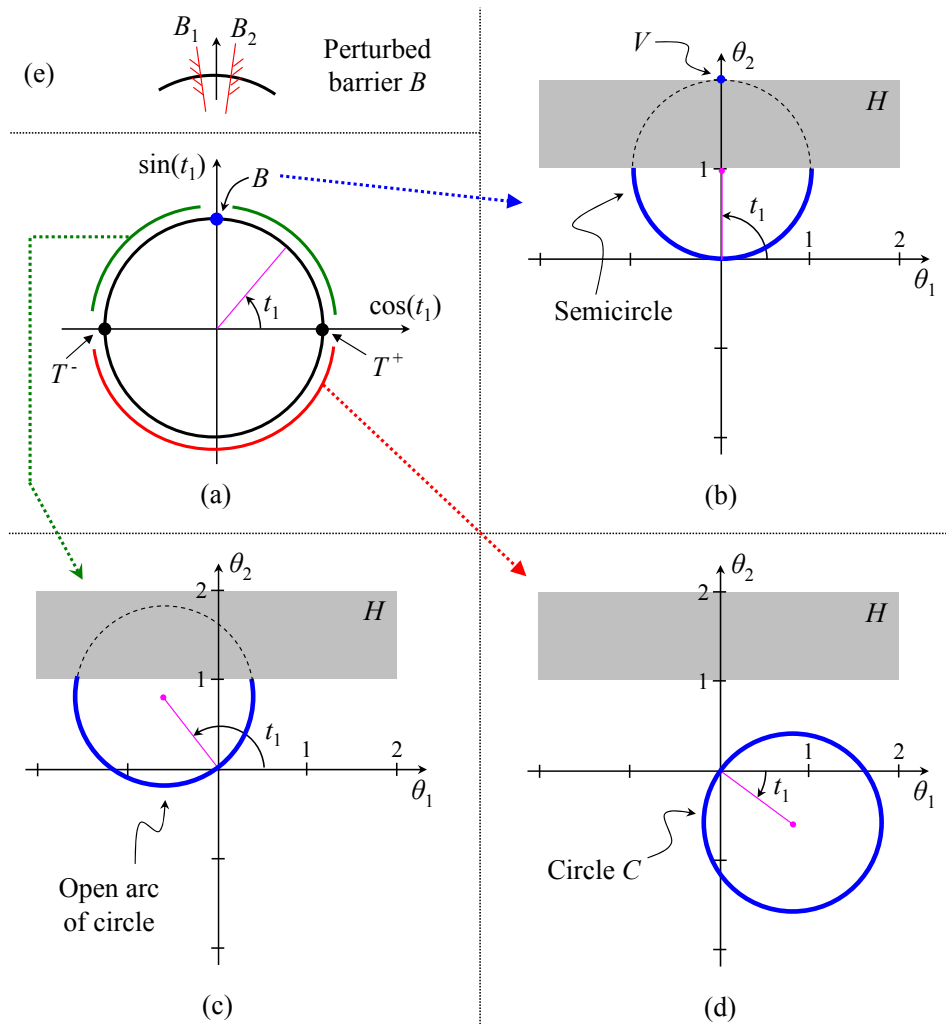 (e)
B₁ B₂
Perturbed
barrier B
sin(t₁)
B
t₁
cos(t₁)
T⁻
T⁺
(a)
V
θ₂
H
1
t₁
1
2
θ₁
Semicircle
(b)
θ₂
2
H
1
t₁
1
2
θ₁
Open arc
of circle
(c)
θ₂
2
H
1
1
2
t₁
θ₁
Circle C
(d)